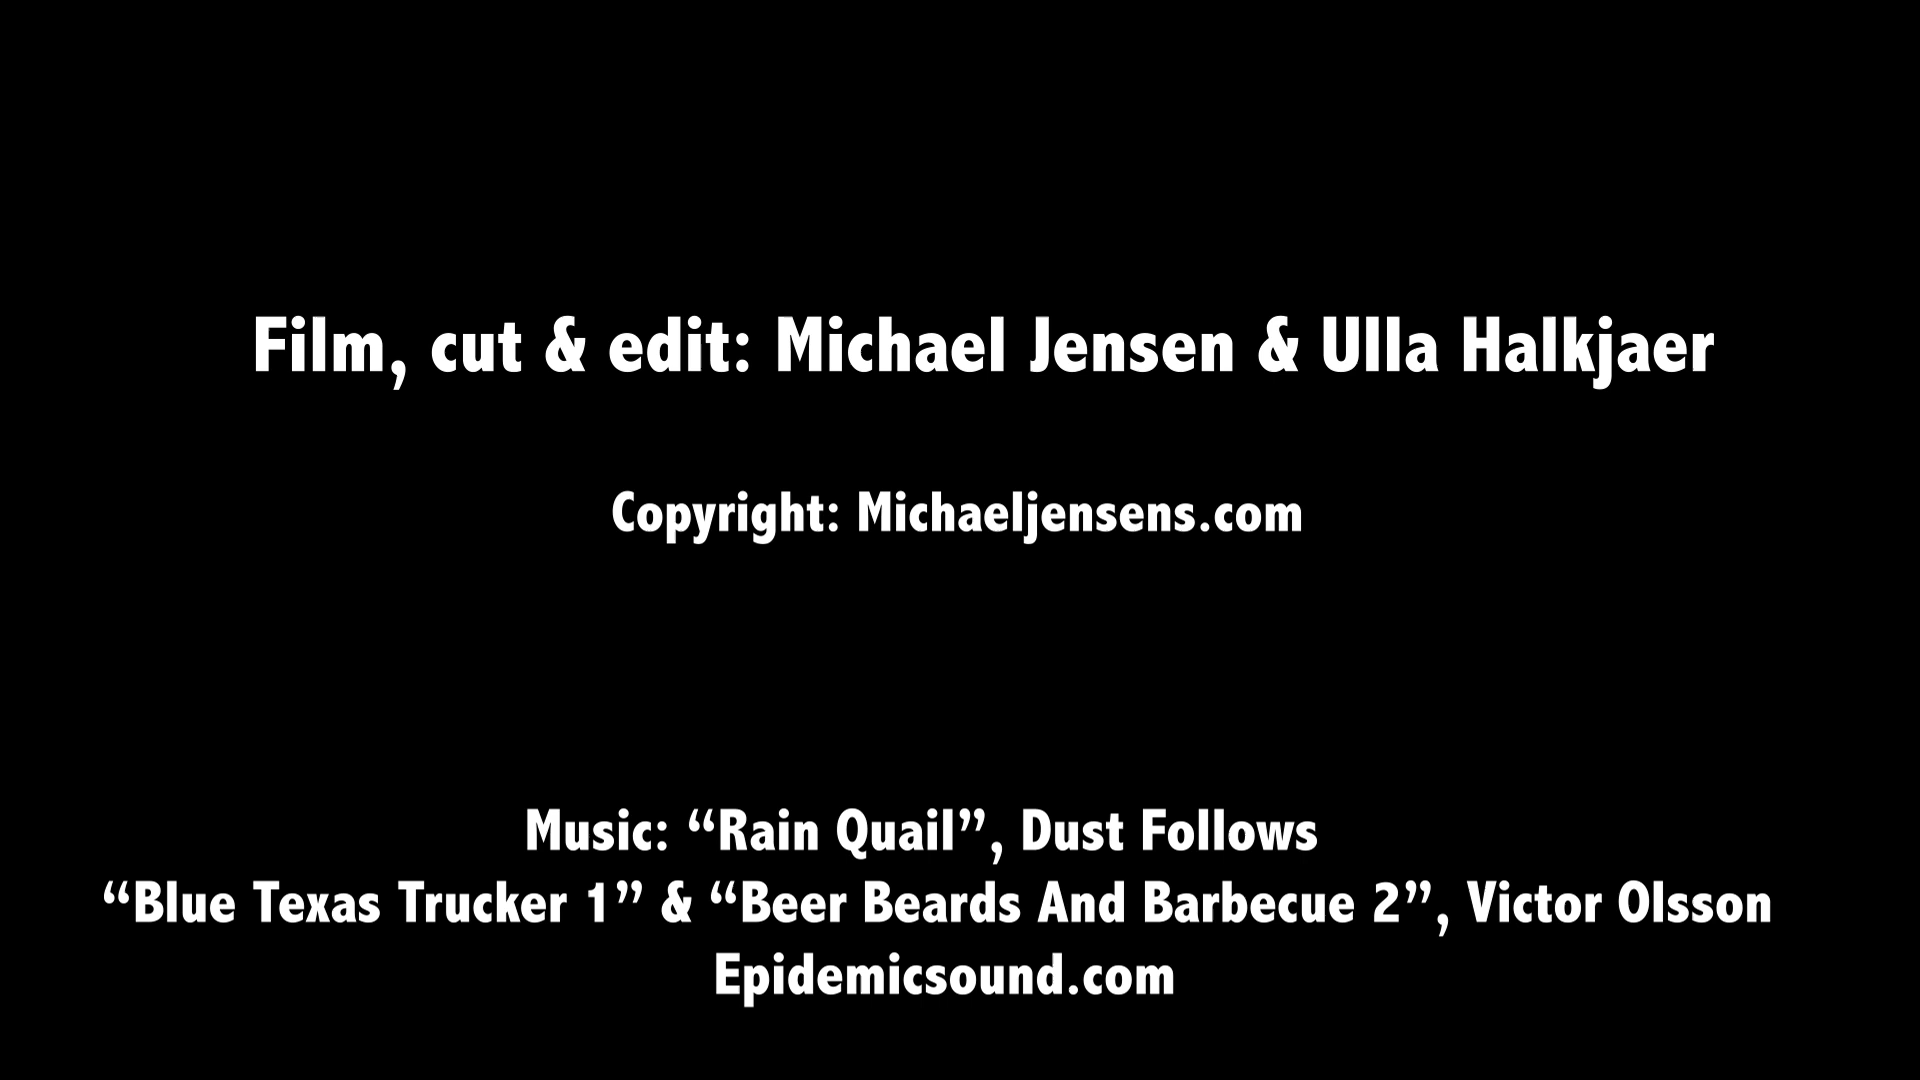 Film, cut & edit: Michael Jensen & Ulla Halkjaer
Copyright: Michaeljensens.com
Music: “Rain Quail”, Dust Follows
“Blue Texas Trucker 1” & “Beer Beards And Barbecue 2”, Victor Olsson
Epidemicsound.com